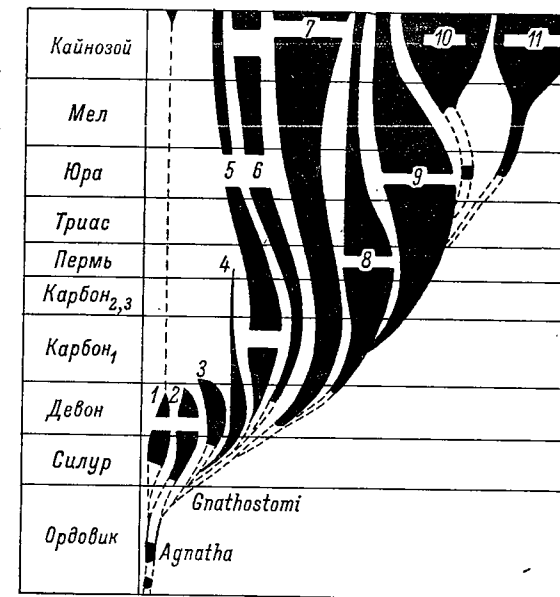 7
10
11
Кайнозой
Мел
5
6
9
Юра
Триас
Пермь
4
8
Карбон2,3
Карбон1
3
1
2
Девон
Силур
Gnathostomi
Ордовик
Agnatha